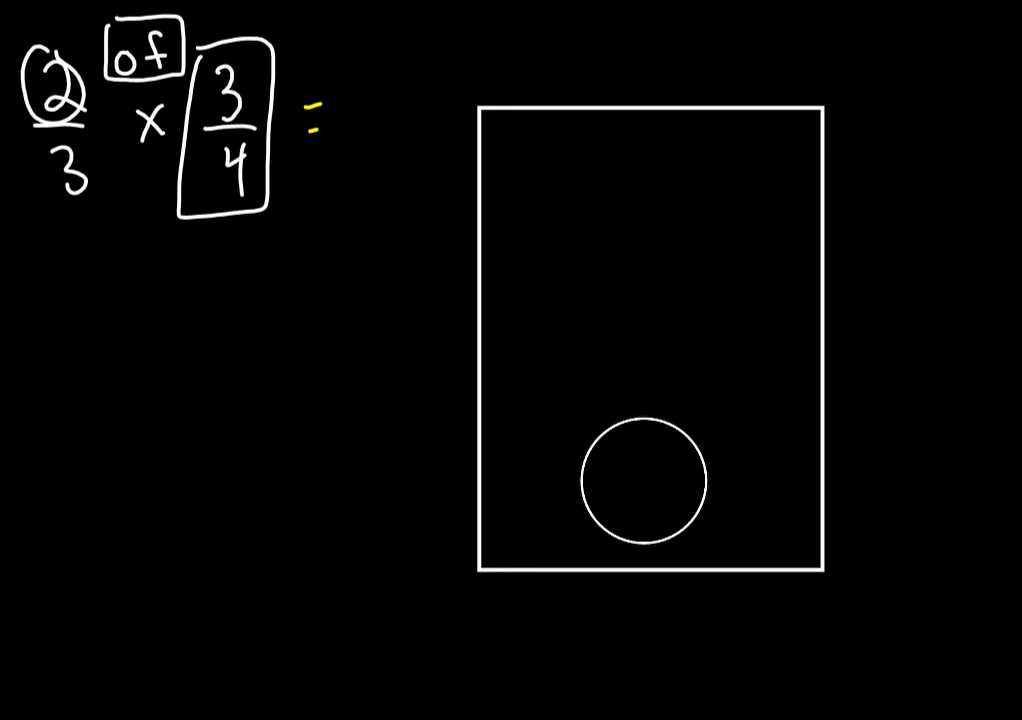 of
2/3 × 3/4 =